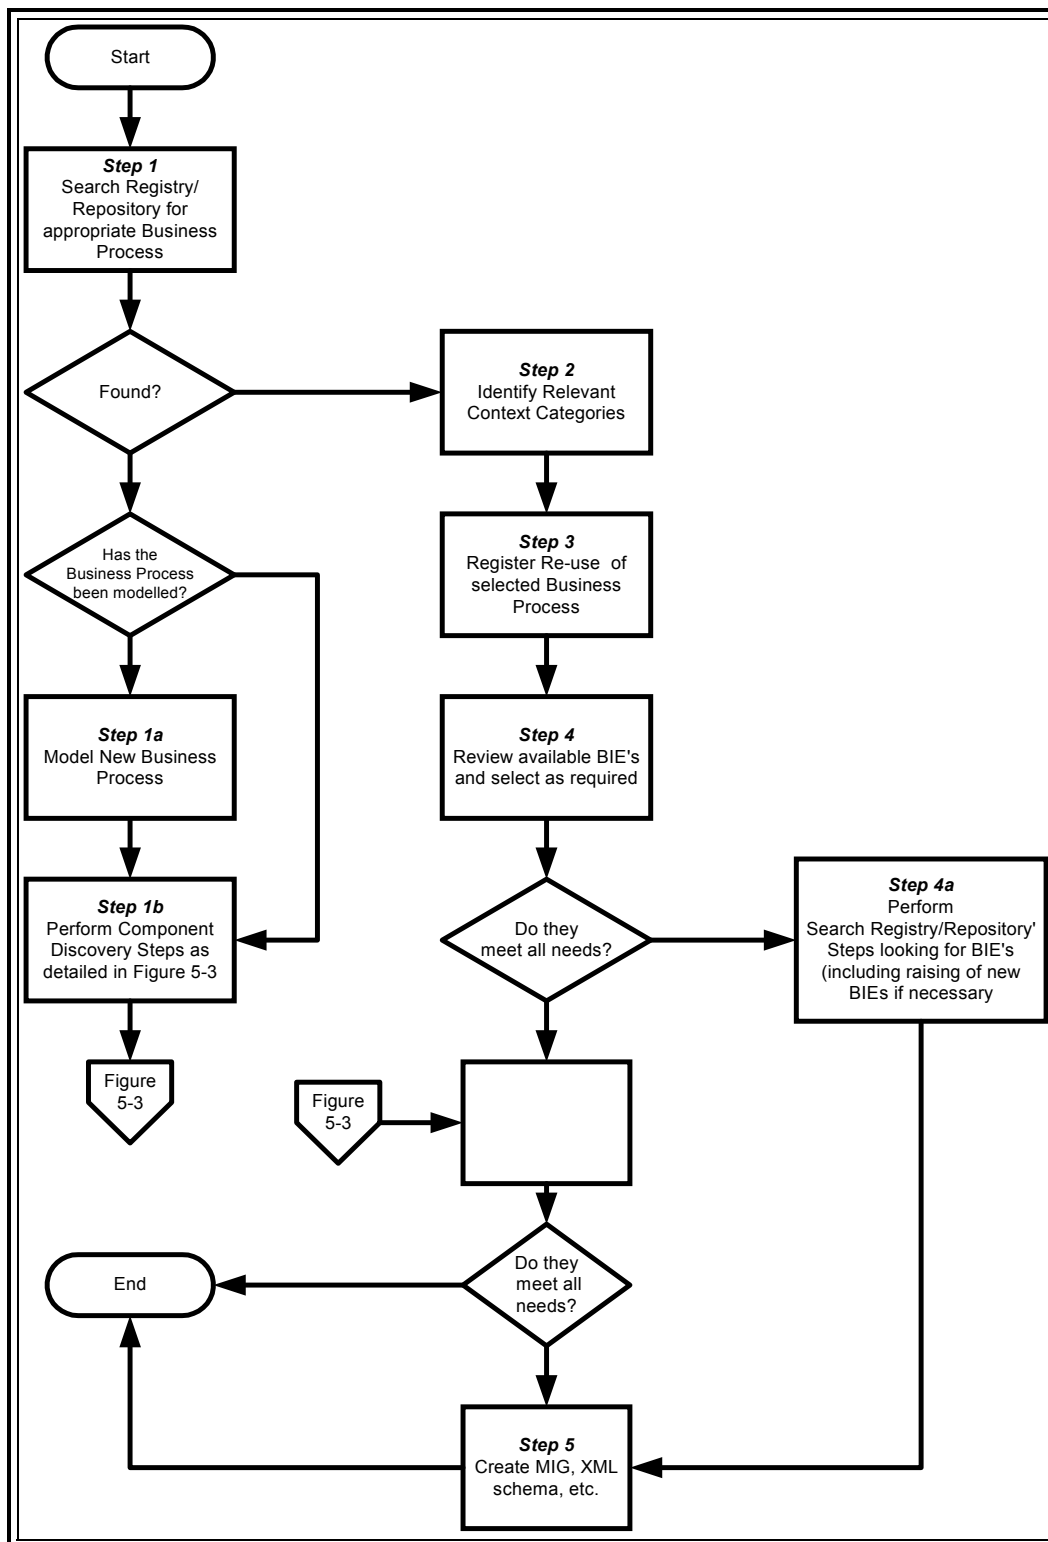 Start
Step 1
Search Registry/
Repository for
appropriate Business
Process
Found?
Step 2
Identify Relevant
Context Categories
Has the
Business Process
been modelled?
Step 3
Register Re-use of
selected Business
Process
Step 1a
Model New Business
Process
Step 4
Review available BIE's
and select as required
Step 1b
Perform Component
Discovery Steps as
detailed in Figure 5-3
Do they
meet all needs?
Step 4a
Perform
Search Registry/Repository'
Steps looking for BIE's
(including raising of new
BIEs if necessary
Figure
5-3
Figure
5-3
Do they
meet all
needs?
End
Step 5
Create MIG, XML
schema, etc.